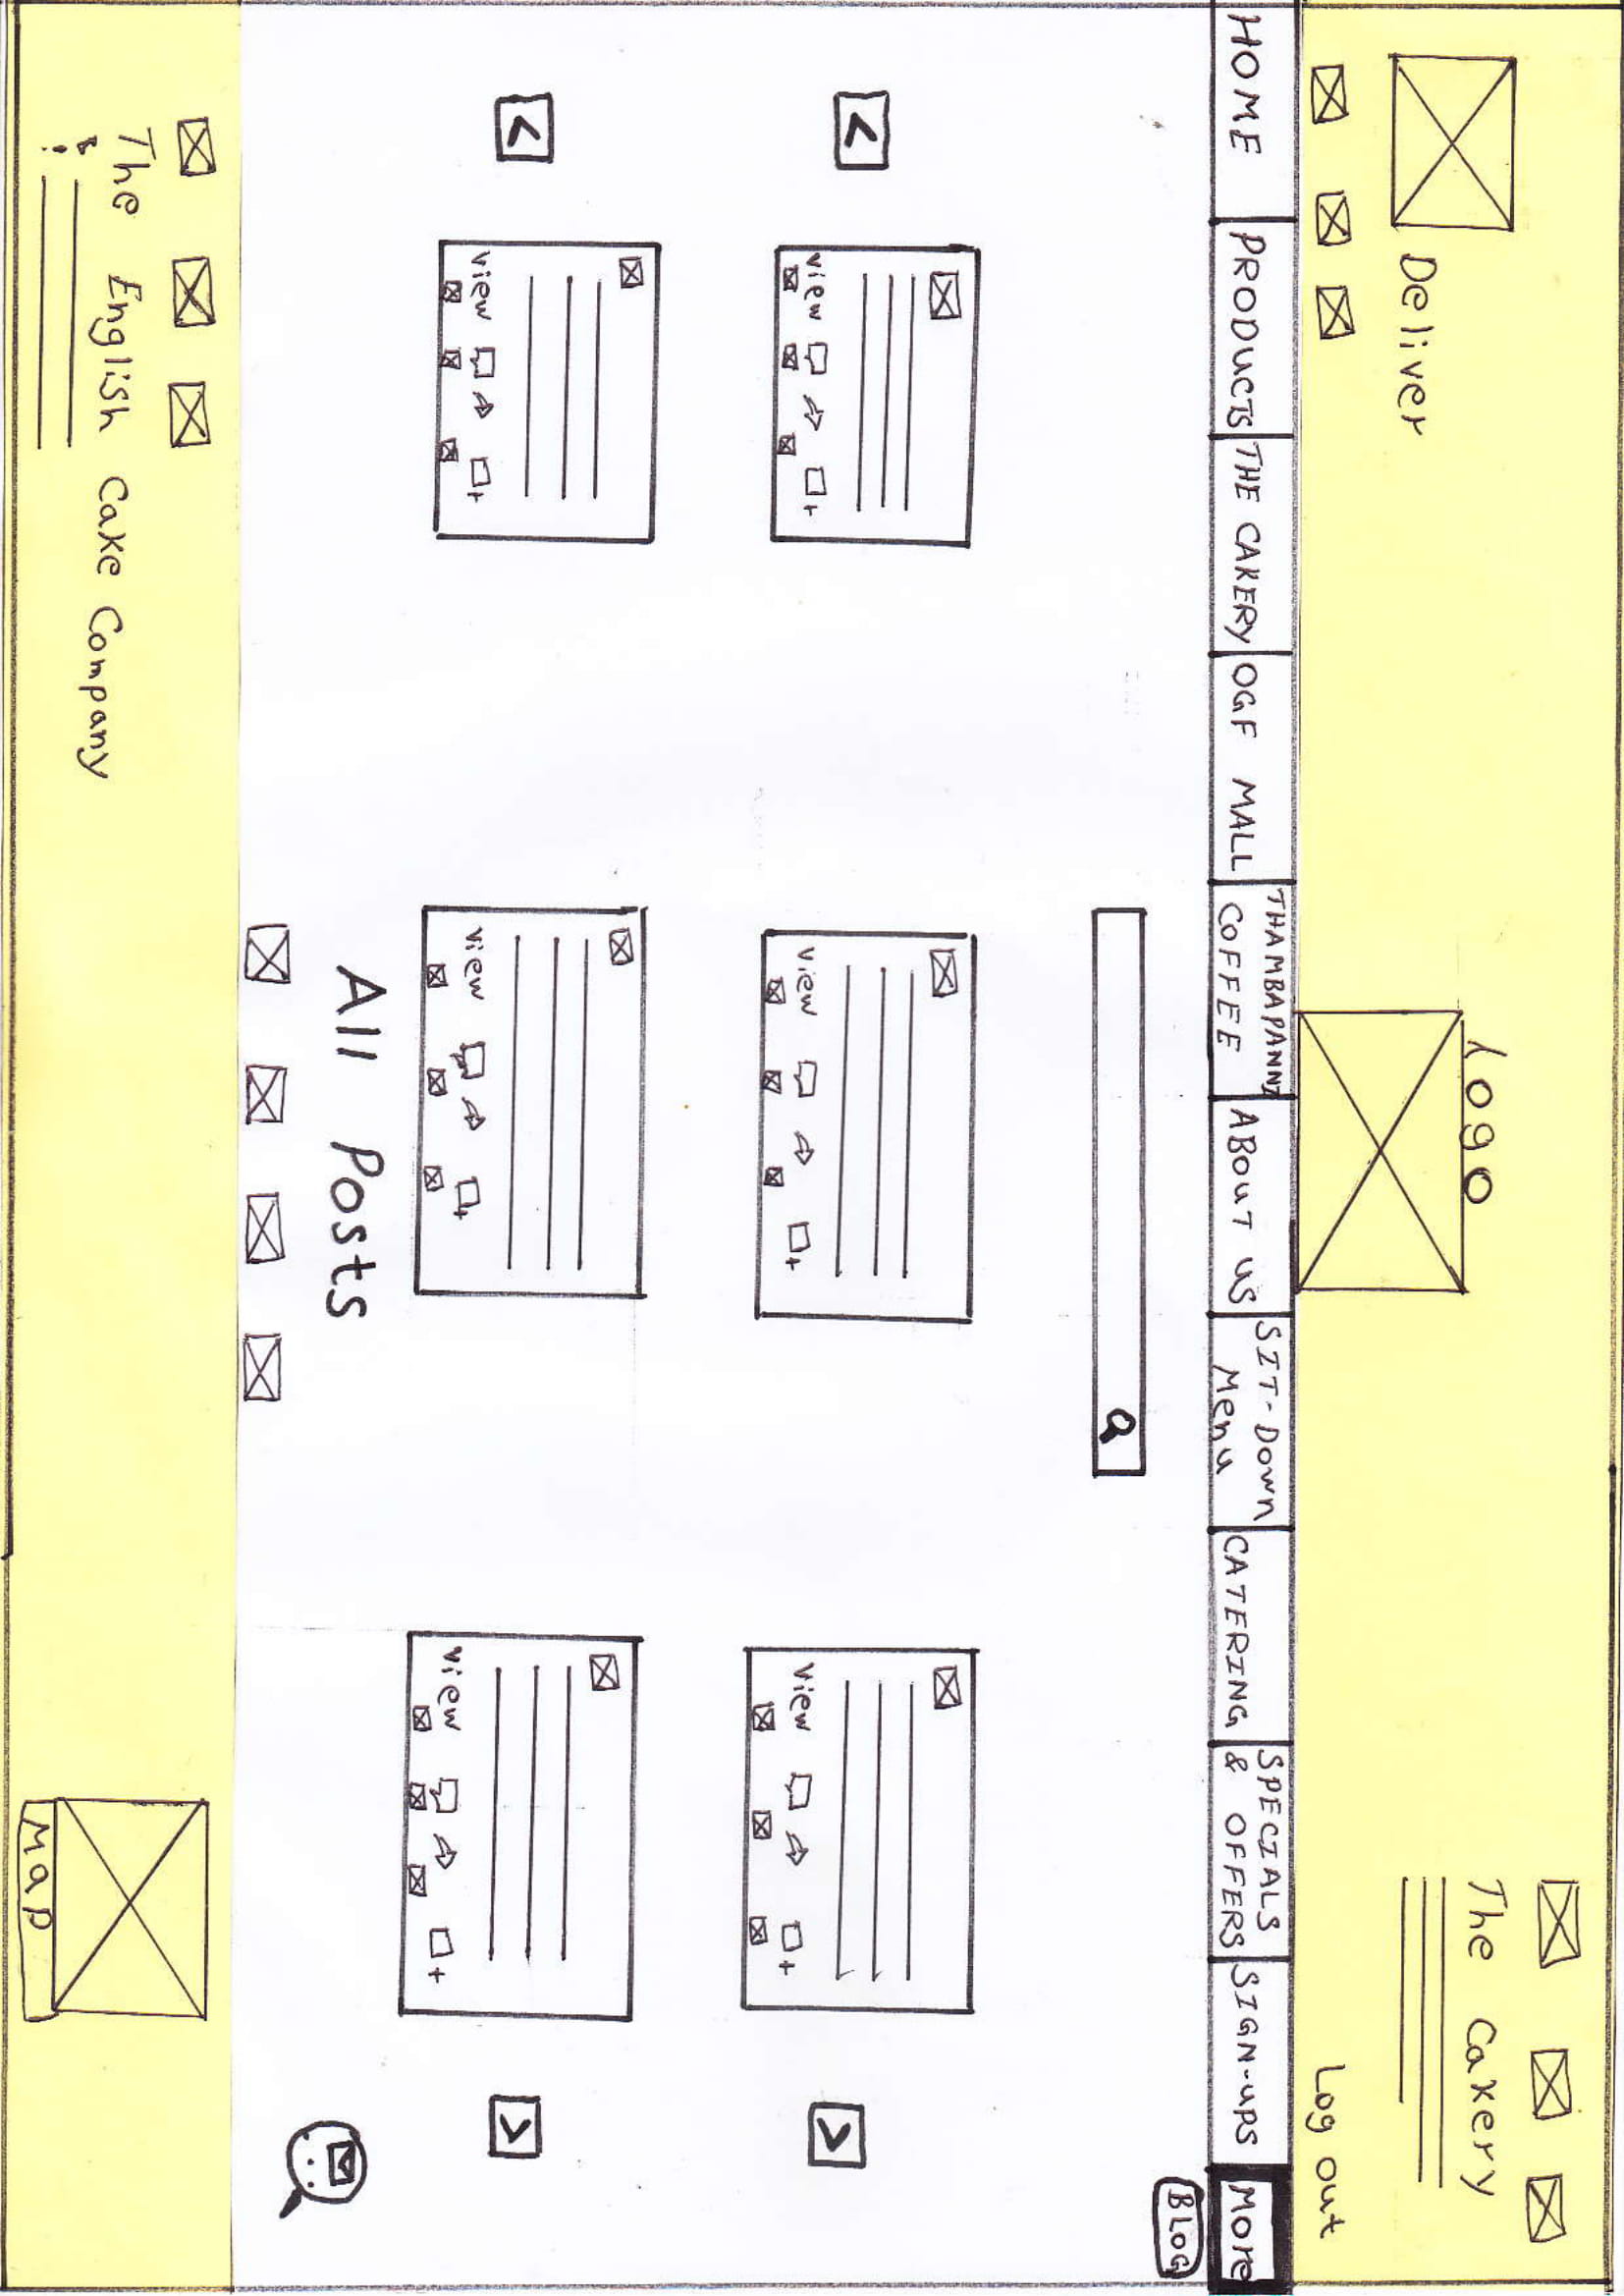 logo
The Cakery
Deliver
Log out
HOME
PRODUCTS
THE CAKERY
OGF MALL
THAMBAPANNI
COFFEE
ABOUT US
SIT-DOWN
Menu
CATERING
SPECIALS
& OFFERS
SIGN-UPS
More
BLOG
view
view
view
view
view
view
All Posts
The English Cake Company
MAP